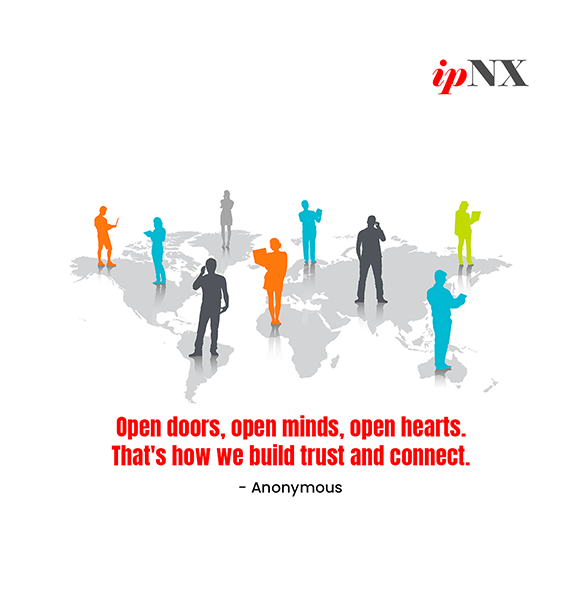 ipNX
Open doors, open minds, open hearts.
That's how we build trust and connect.
- Anonymous